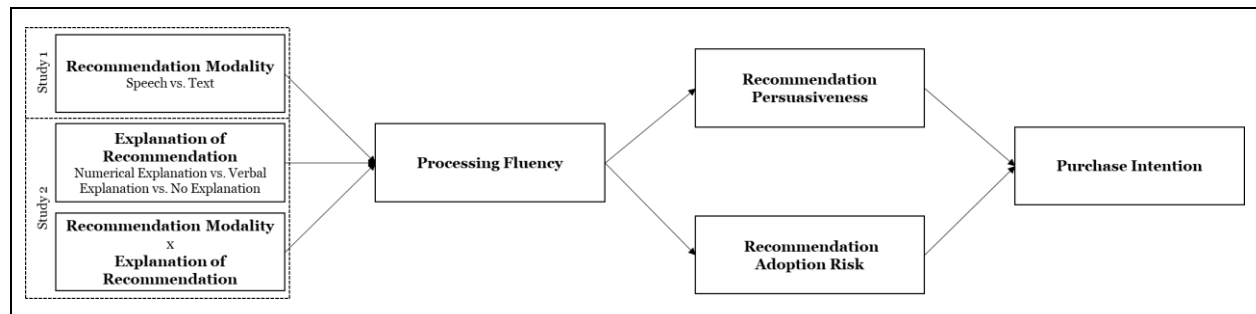 Study 1
Recommendation Modality
Speech vs. Text
Study 2
Explanation of
Recommendation
Numerical Explanation vs. Verbal
Explanation vs. No Explanation
Recommendation Modality
x
Explanation of
Recommendation
Processing Fluency
Recommendation
Persuasiveness
Recommendation
Adoption Risk
Purchase Intention